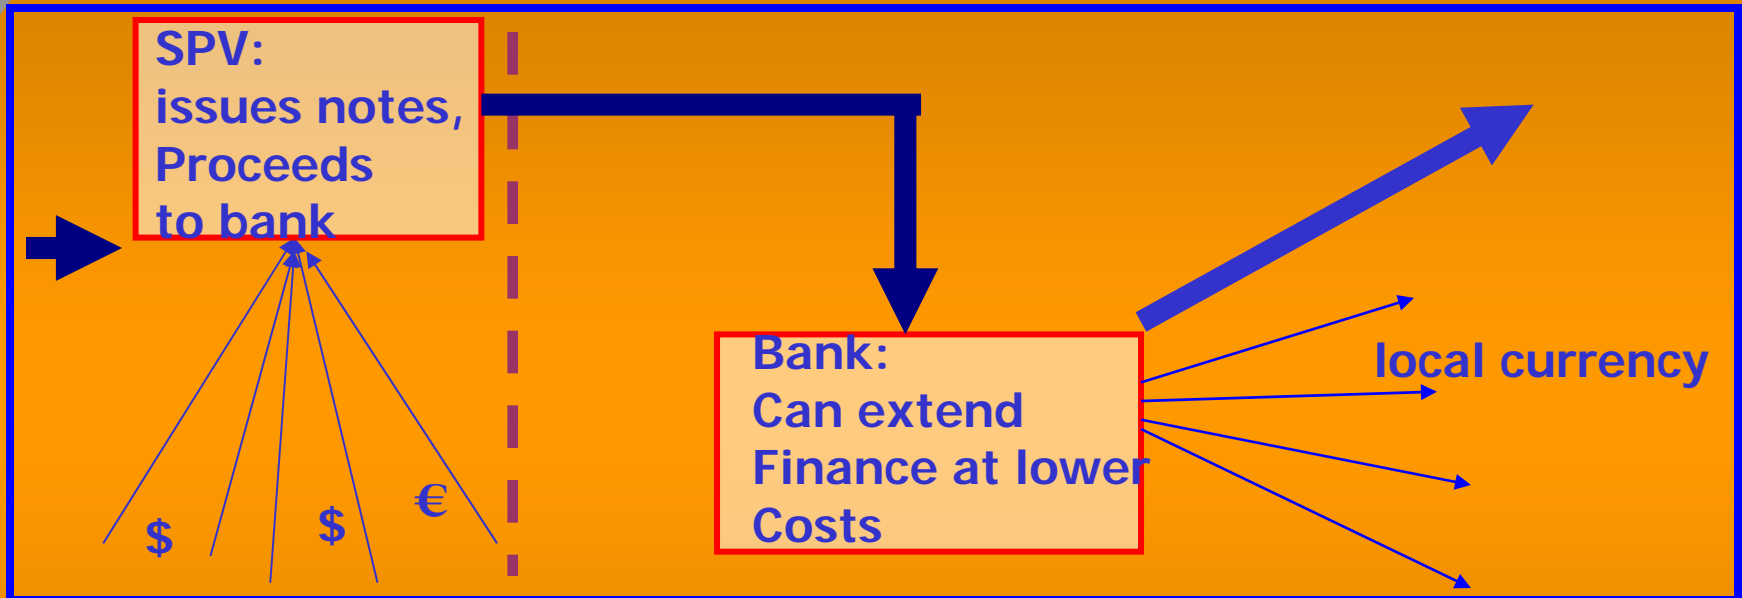 SPV:
issues notes,
Proceeds
to bank
$
$
€
Bank:
Can extend
Finance at lower
Costs
local currency